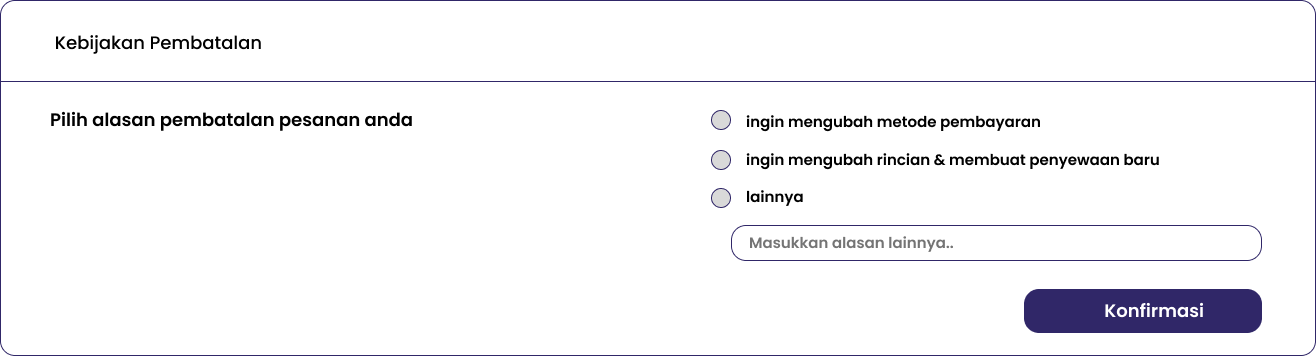 Kebijakan Pembatalan
Pilih alasan pembatalan pesanan anda
ingin mengubah metode pembayaran
ingin mengubah rincian & membuat penyewaan baru
lainnya
Masukkan alasan lainnya..
Konfirmasi